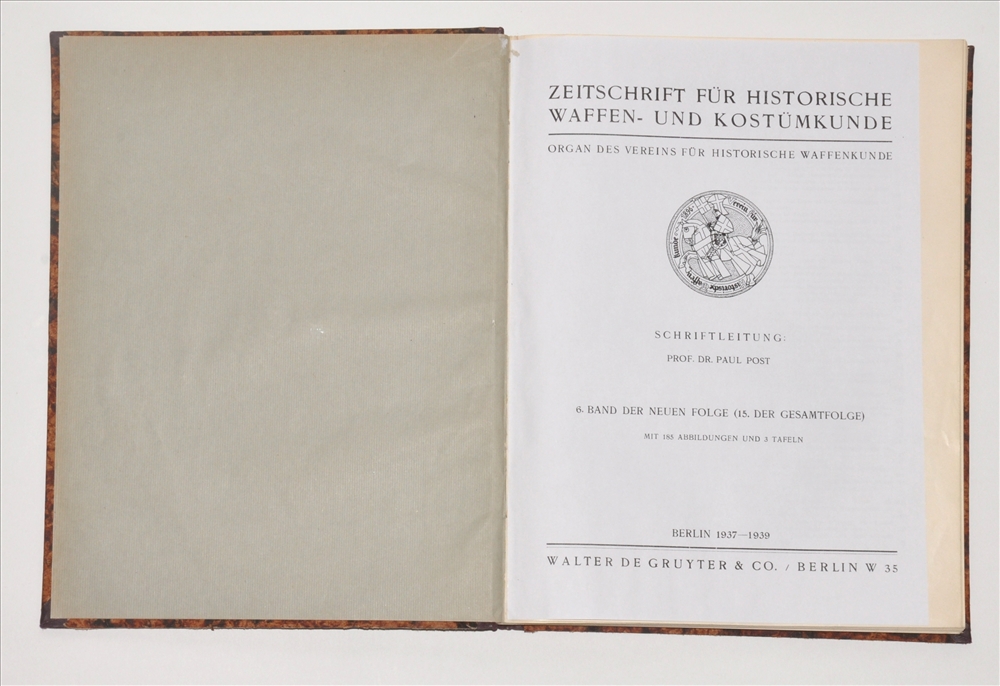 ZEITSCHRIFT FÜR HISTORISCHE
WAFFEN- UND KOSTÜMKUNDE
ORGAN DES VEREINS FÜR HISTORISCHE WAFFENKUNDE
SCHRIFTLEITUNG:
PROF. DR. PAUL POST
6. BAND DER NEUEN FOLGE (15. DER GESAMTFOLGE)
MIT 185 ABBILDUNGEN UND 3 TAFELN
BERLIN 1937—1939
WALTER DE GRUYTER & CO. / BERLIN W 35